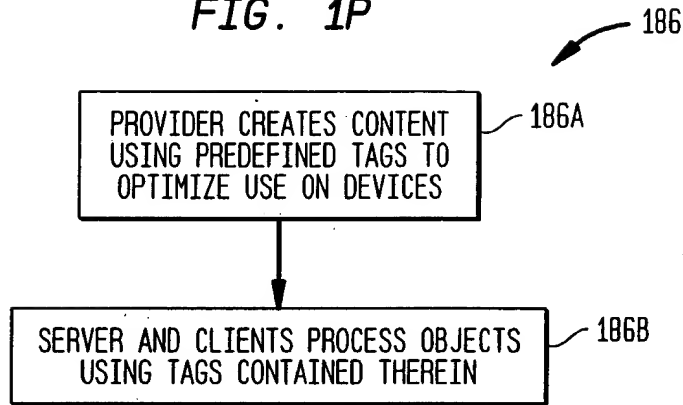 FIG. 1P
186
PROVIDER CREATES CONTENT
USING PREDEFINED TAGS TO
OPTIMIZE USE ON DEVICES
186A
SERVER AND CLIENTS PROCESS OBJECTS
USING TAGS CONTAINED THEREIN
186B